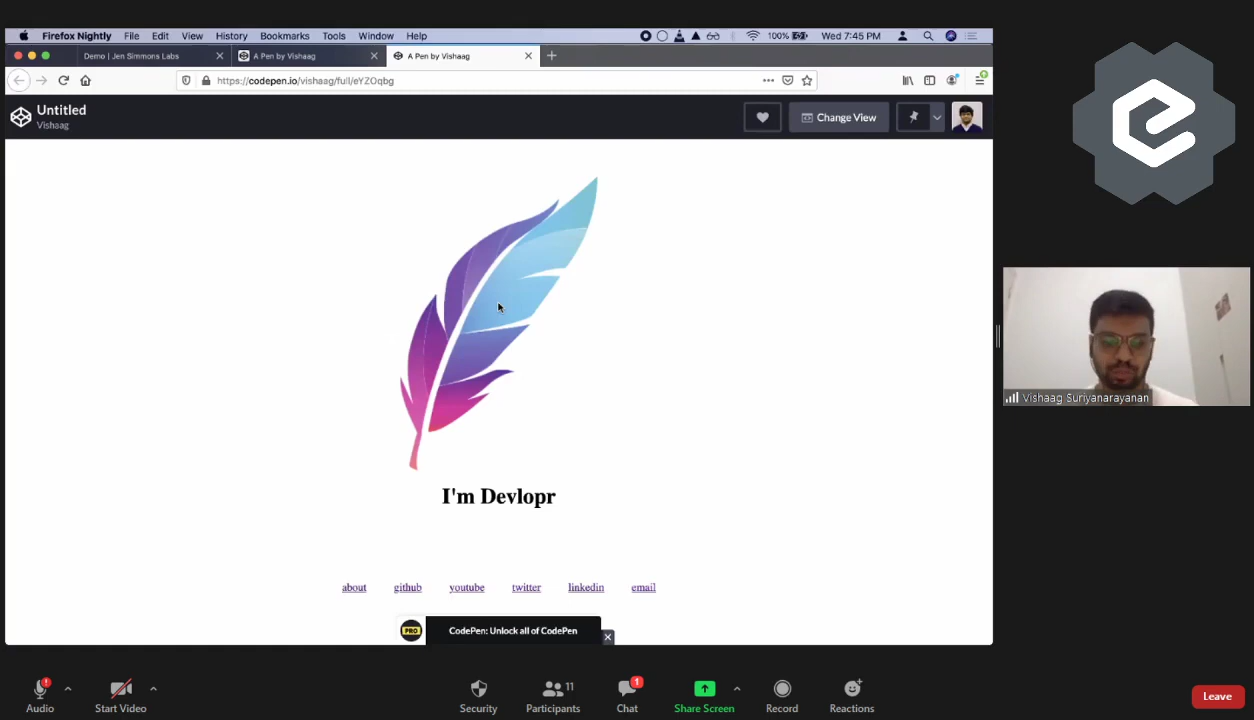 Firefox Nightly File Edit View History Bookmarks Tools Window Help 100% Wed 7:45 PM
Demo | Jen Simmons Labs A Pen by Vishaag A Pen by Vishaag
https://codepen.io/vishaag/full/eYZOqbg
Untitled
Vishaag
Change View
I'm Devlopr
about github youtube twitter linkedin email
PRO CodePen: Unlock all of CodePen
Vishaag Suriyanarayanan
11
1
Audio Start Video Security Participants Chat Share Screen Record Reactions Leave